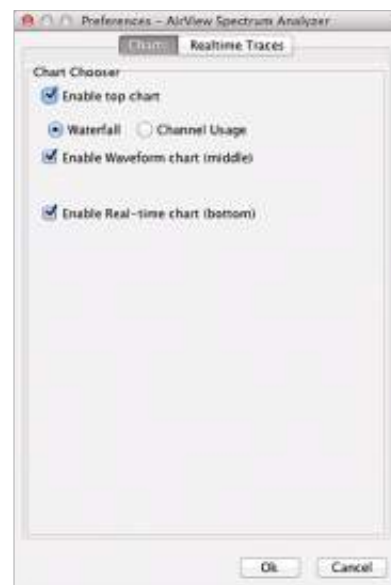 Preferences – AirView Spectrum Analyzer
Charts Realtime Traces
Chart Chooser
Enable top chart
Waterfall Channel Usage
Enable Waveform chart (middle)
Enable Real-time chart (bottom)
Ok Cancel